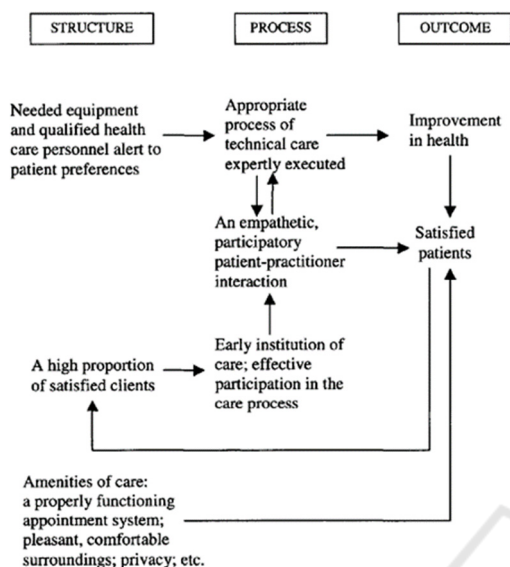 STRUCTURE
PROCESS
OUTCOME
Needed equipment
and qualified health
care personnel alert to
patient preferences
Appropriate
process of
technical care
expertly executed
Improvement
in health
An empathetic,
participatory
patient-practitioner
interaction
Satisfied
patients
A high proportion
of satisfied clients
Early institution of
care; effective
participation in the
care process
Amenities of care:
a properly functioning
appointment system;
pleasant, comfortable
surroundings; privacy; etc.